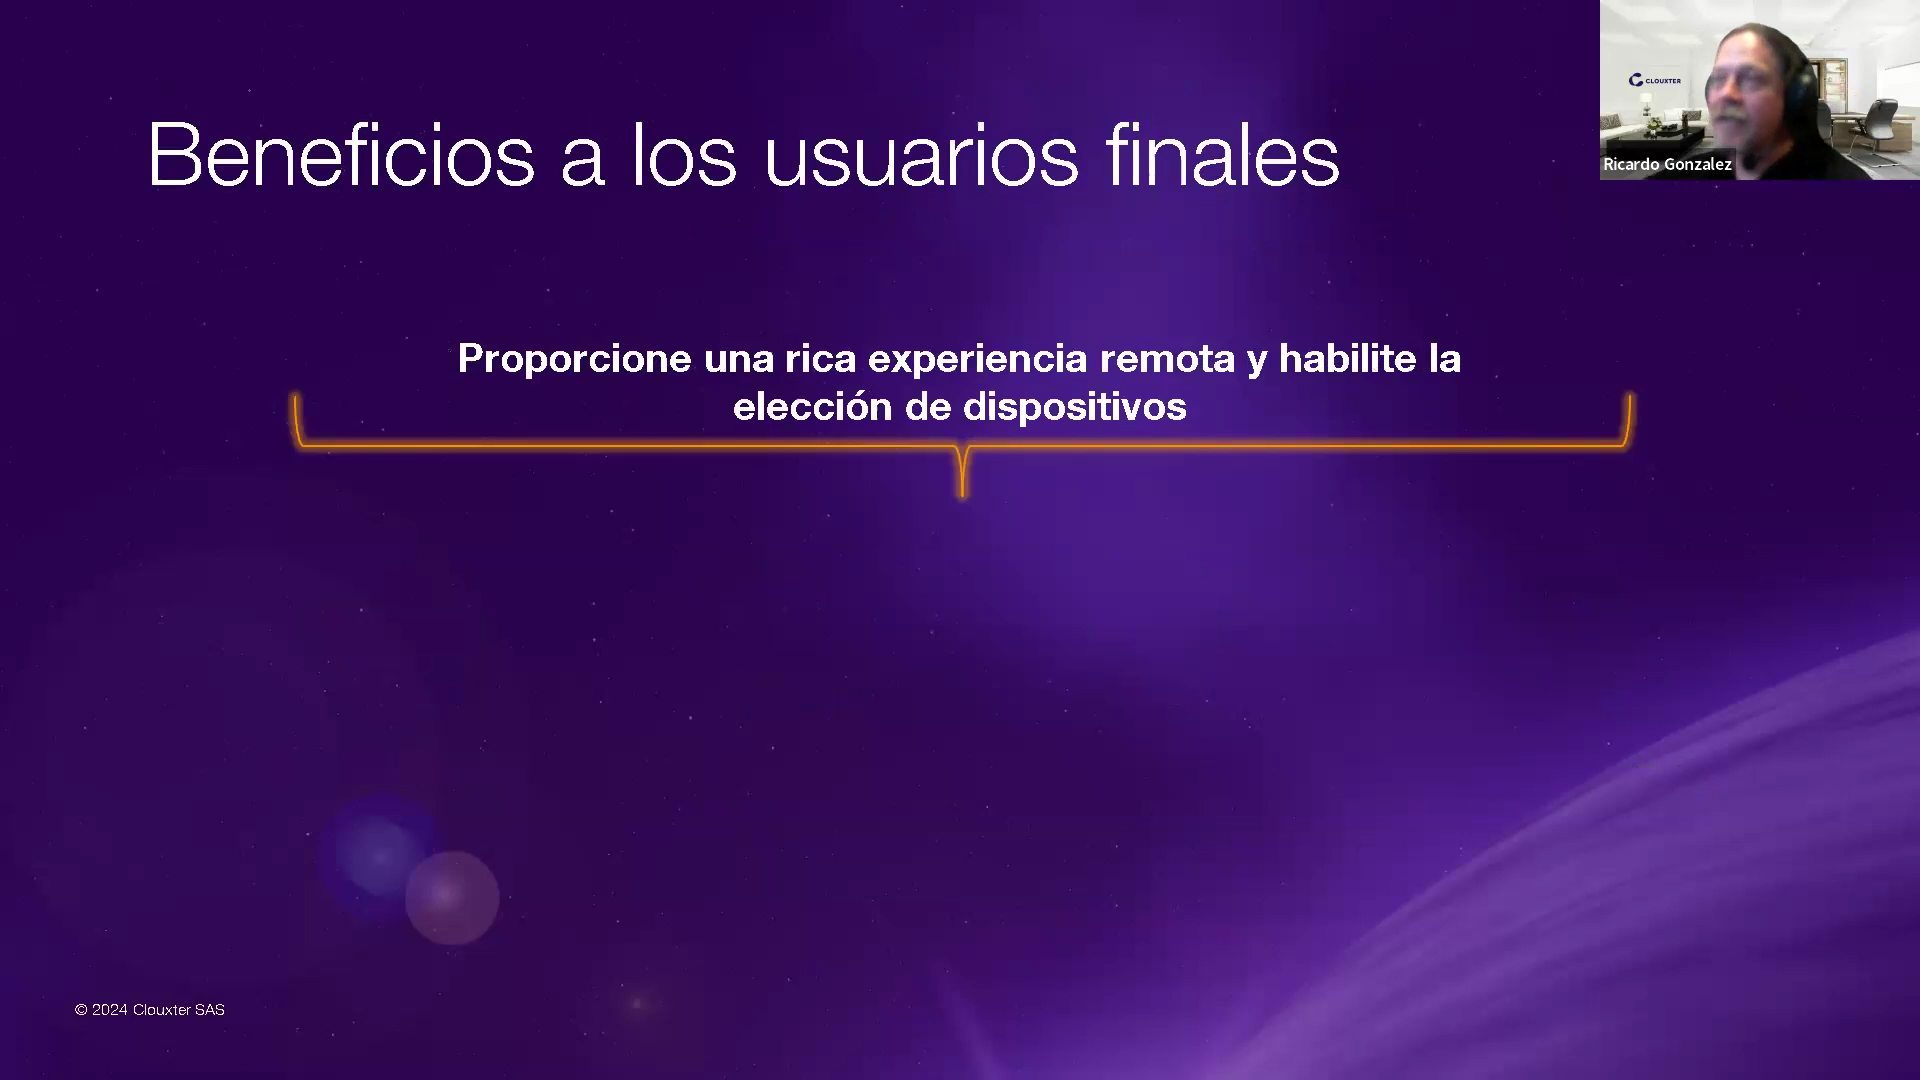 Beneficios a los usuarios finales
CLOUXTER
Ricardo Gonzalez
Proporcione una rica experiencia remota y habilite la
elección de dispositivos
© 2024 Clouxter SAS